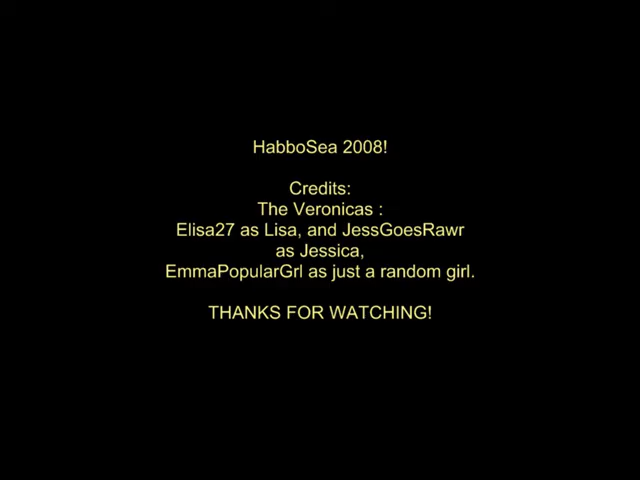 HabboSea 2008!
Credits:
The Veronicas :
Elisa27 as Lisa, and JessGoesRawr
as Jessica,
EmmaPopularGrl as just a random girl.
THANKS FOR WATCHING!